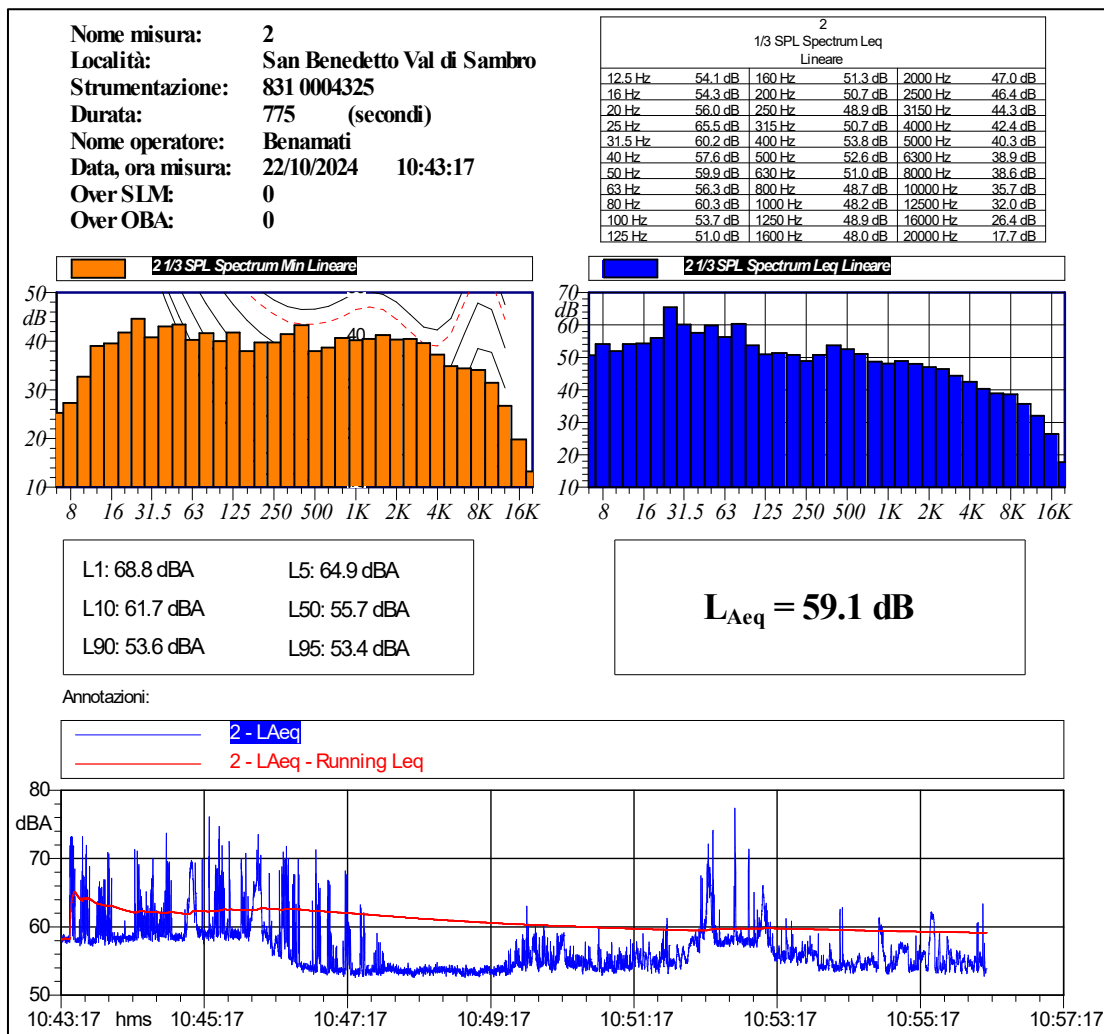 Nome misura: 2
Località: San Benedetto Val di Sambro
Strumentazione: 831 0004325
Durata: 775 (secondi)
Nome operatore: Benamati
Data, ora misura: 22/10/2024 10:43:17
Over SLM: 0
Over OBA: 0
2
1/3 SPL Spectrum Leq
Lineare
12.5 Hz 54.1 dB 160 Hz 51.3 dB 2000 Hz 47.0 dB
16 Hz 54.3 dB 200 Hz 50.7 dB 2500 Hz 46.4 dB
20 Hz 56.0 dB 250 Hz 48.9 dB 3150 Hz 44.3 dB
25 Hz 65.5 dB 315 Hz 50.7 dB 4000 Hz 42.4 dB
31.5 Hz 60.2 dB 400 Hz 53.8 dB 5000 Hz 40.3 dB
40 Hz 57.6 dB 500 Hz 52.6 dB 6300 Hz 38.9 dB
50 Hz 59.9 dB 630 Hz 51.0 dB 8000 Hz 38.6 dB
63 Hz 56.3 dB 800 Hz 48.7 dB 10000 Hz 35.7 dB
80 Hz 60.3 dB 1000 Hz 48.2 dB 12500 Hz 32.0 dB
100 Hz 53.7 dB 1250 Hz 48.9 dB 16000 Hz 26.4 dB
125 Hz 51.0 dB 1600 Hz 48.0 dB 20000 Hz 17.7 dB
2 1/3 SPL Spectrum Min Lineare
50
dB
40
40
30
20
10
8 16 31.5 63 125 250 500 1K 2K 4K 8K 16K
2 1/3 SPL Spectrum Leq Lineare
70
dB
60
50
40
30
20
10
8 16 31.5 63 125 250 500 1K 2K 4K 8K 16K
L1: 68.8 dBA L5: 64.9 dBA
L10: 61.7 dBA L50: 55.7 dBA
L90: 53.6 dBA L95: 53.4 dBA
LAeq = 59.1 dB
Annotazioni:
2 - LAeq
2 - LAeq - Running Leq
80
dBA
70
60
50
10:43:17 hms 10:45:17 10:47:17 10:49:17 10:51:17 10:53:17 10:55:17 10:57:17